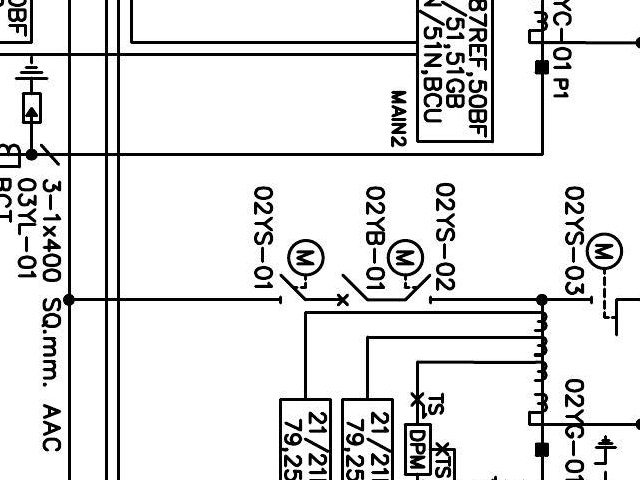 87REF,50BF
/51,51GB
N/51N,BCU
MAIN2
YC-01
P1
0BF
3-1x400 SQ.mm. AAC
03YL-01
BCT
02YS-01
02YB-01
02YS-02
02YS-03
M
M
M
02YG-01
TS
TS
DPM
21/21
79,25
21/21
79,25